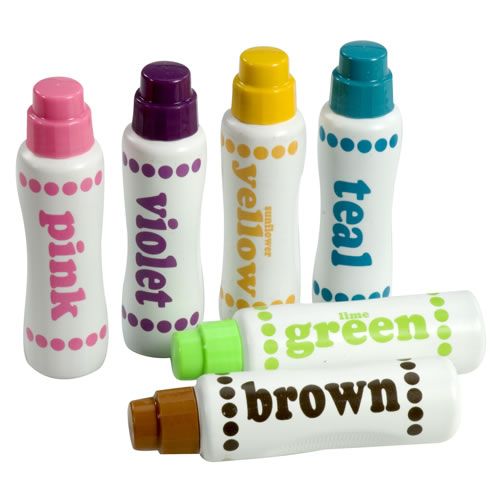 pink
violet
sunflower
yellow
teal
lime
green
brown